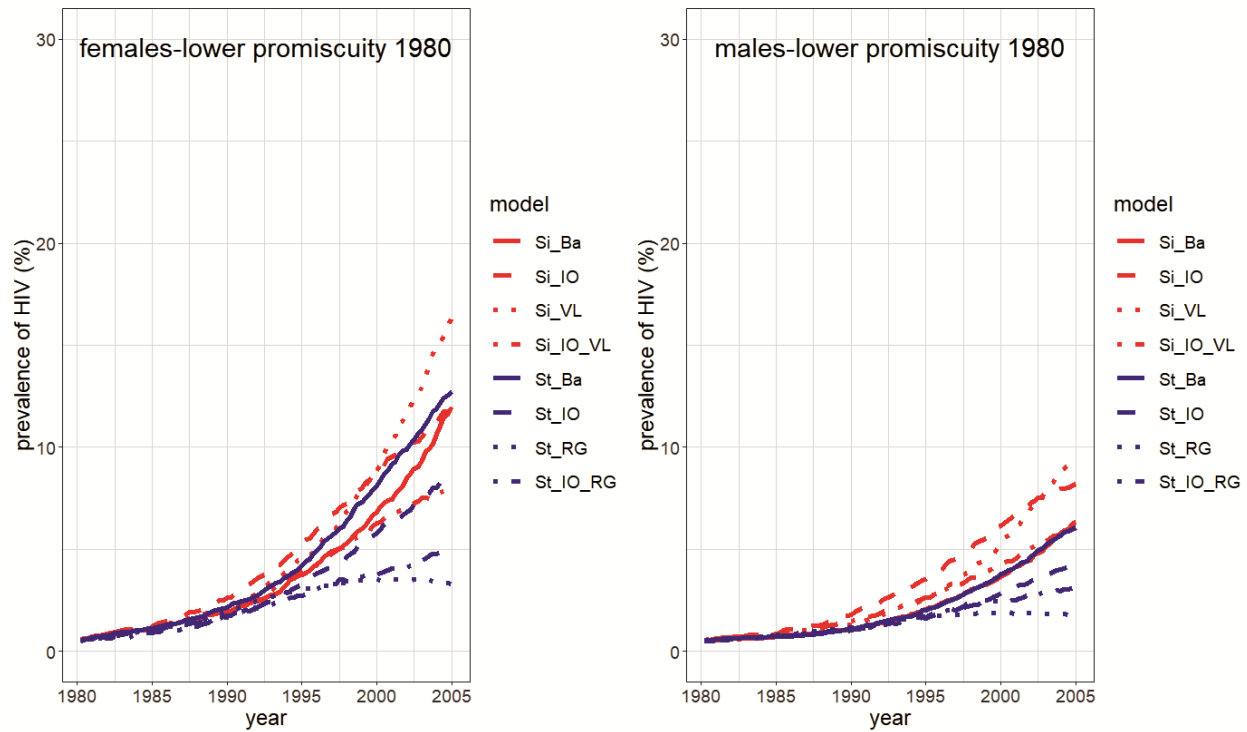 females-lower promiscuity 1980
prevalence of HIV (%)
30
20
10
0
1980 1985 1990 1995 2000 2005
year
model
Si_Ba
Si_IO
Si_VL
Si_IO_VL
St_Ba
St_IO
St_RG
St_IO_RG
males-lower promiscuity 1980
prevalence of HIV (%)
30
20
10
0
1980 1985 1990 1995 2000 2005
year
model
Si_Ba
Si_IO
Si_VL
Si_IO_VL
St_Ba
St_IO
St_RG
St_IO_RG